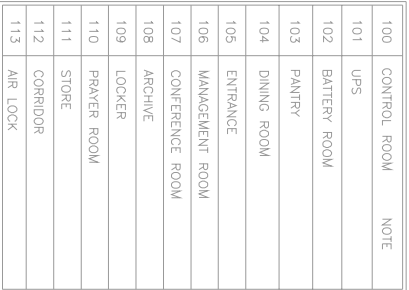 100 CONTROL ROOM NOTE
101 UPS
102 BATTERY ROOM
103 PANTRY
104 DINING ROOM
105 ENTRANCE
106 MANAGEMENT ROOM
107 CONFERENCE ROOM
108 ARCHIVE
109 LOCKER
110 PRAYER ROOM
111 STORE
112 CORRIDOR
113 AIR LOCK